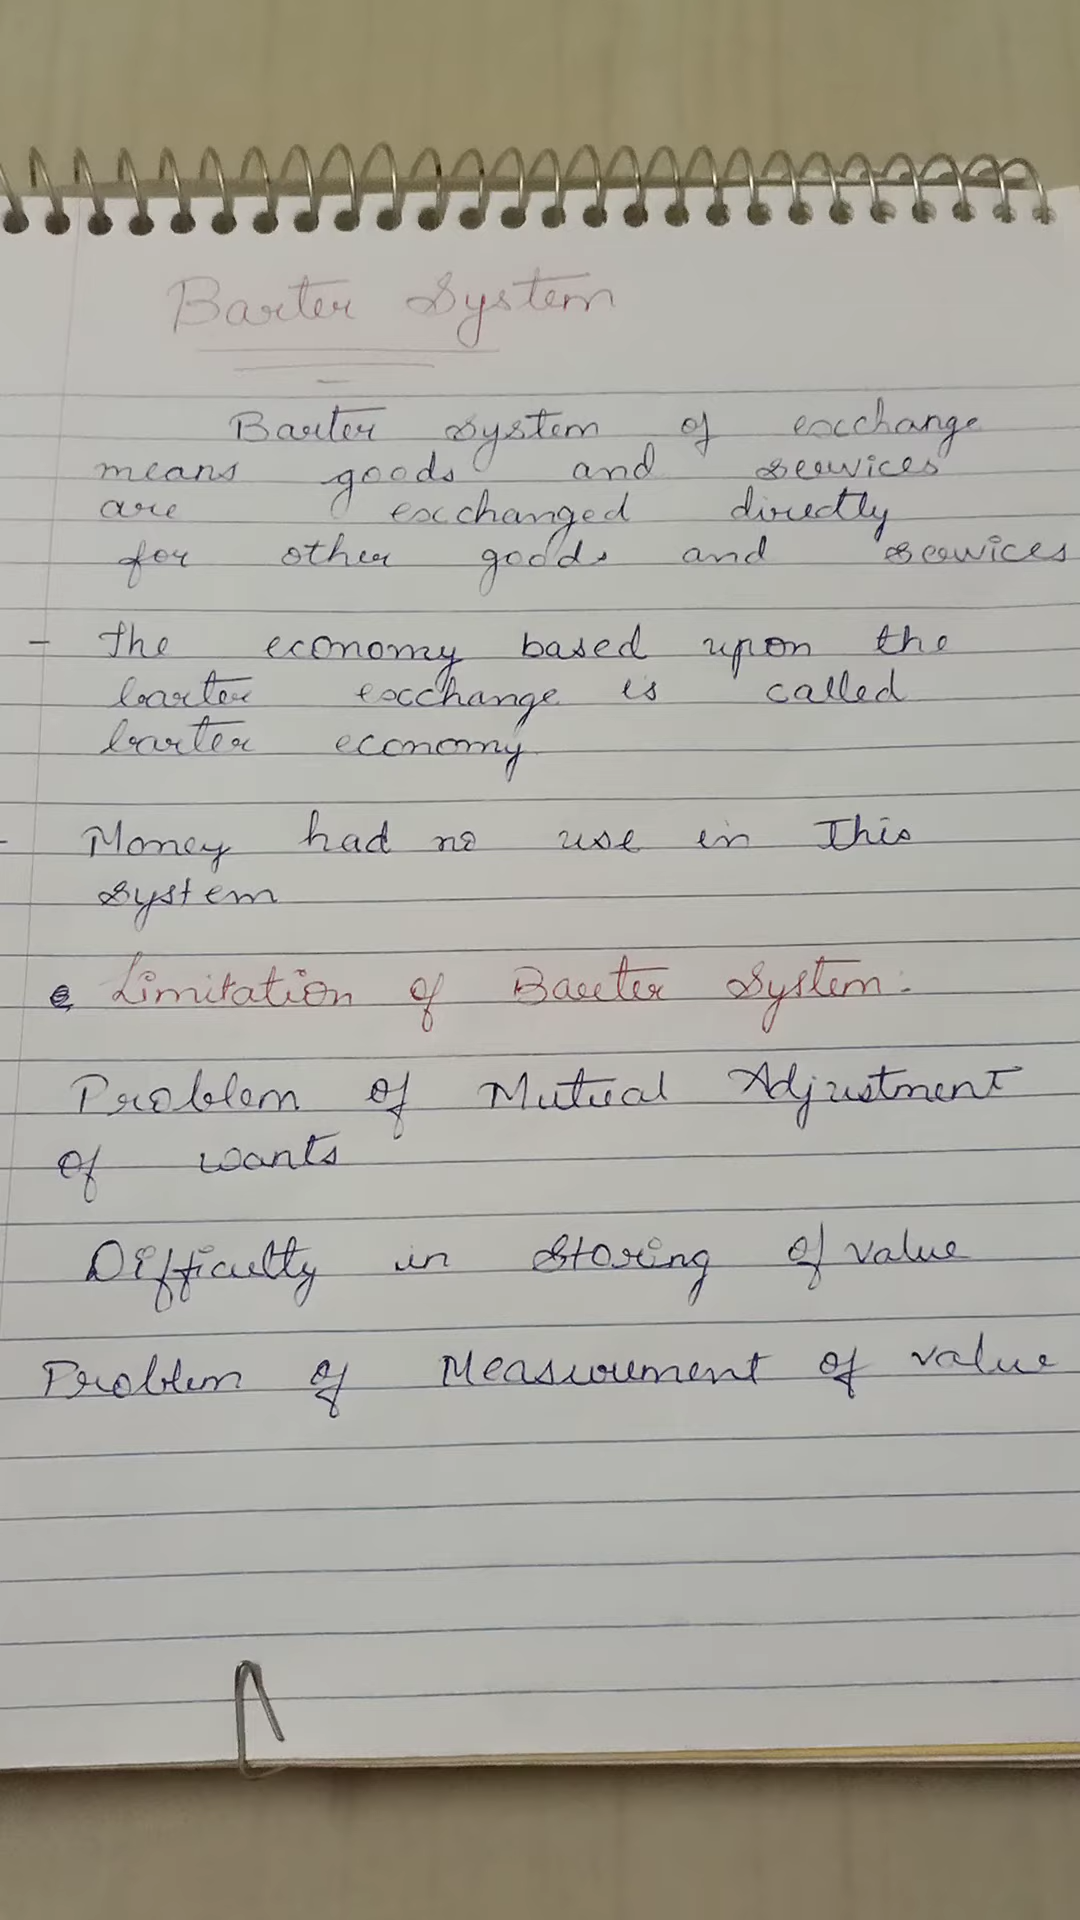 Barter System
Barter System of exchange
means goods and services
are exchanged directly
for other goods and services
- The economy based upon the
barter exchange is called
barter economy
- Money had no use in this
system
Limitation of Barter System:
Problem of Mutual Adjustment
of wants
Difficulty in Storing of value
Problem of Measurement of value